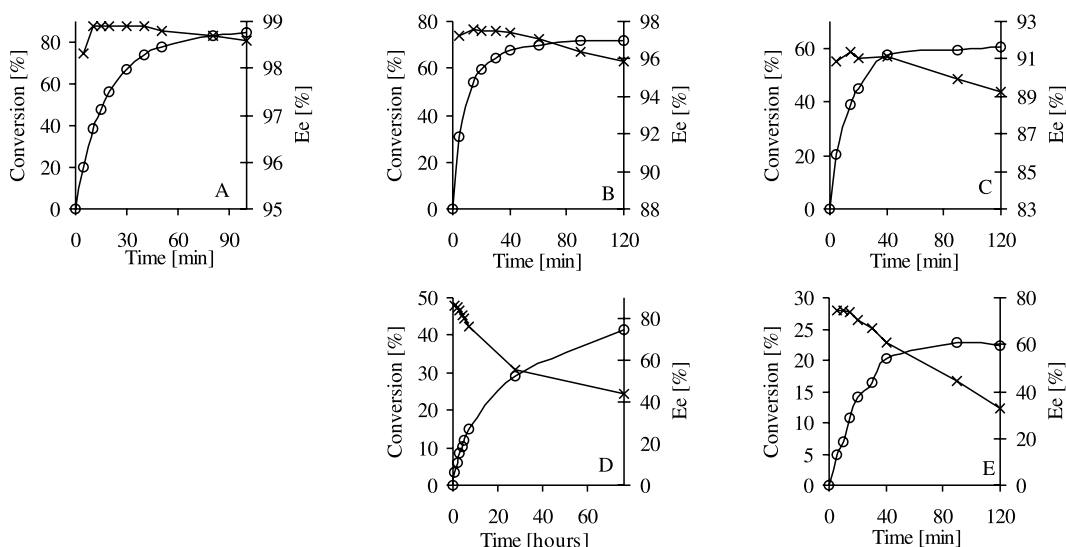 80
60
40
20
0
Conversion [%]
99
98
97
96
95
Ee [%]
A
0 30 60 90
Time [min]
80
60
40
20
0
Conversion [%]
98
96
94
92
90
88
Ee [%]
B
0 40 80 120
Time [min]
60
40
20
0
Conversion [%]
93
91
89
87
85
83
Ee [%]
C
0 40 80 120
Time [min]
50
40
30
20
10
0
Conversion [%]
80
60
40
20
0
Ee [%]
D
0 20 40 60
Time [hours]
30
25
20
15
10
5
0
Conversion [%]
80
60
40
20
0
Ee [%]
E
0 40 80 120
Time [min]